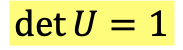 det U = 1